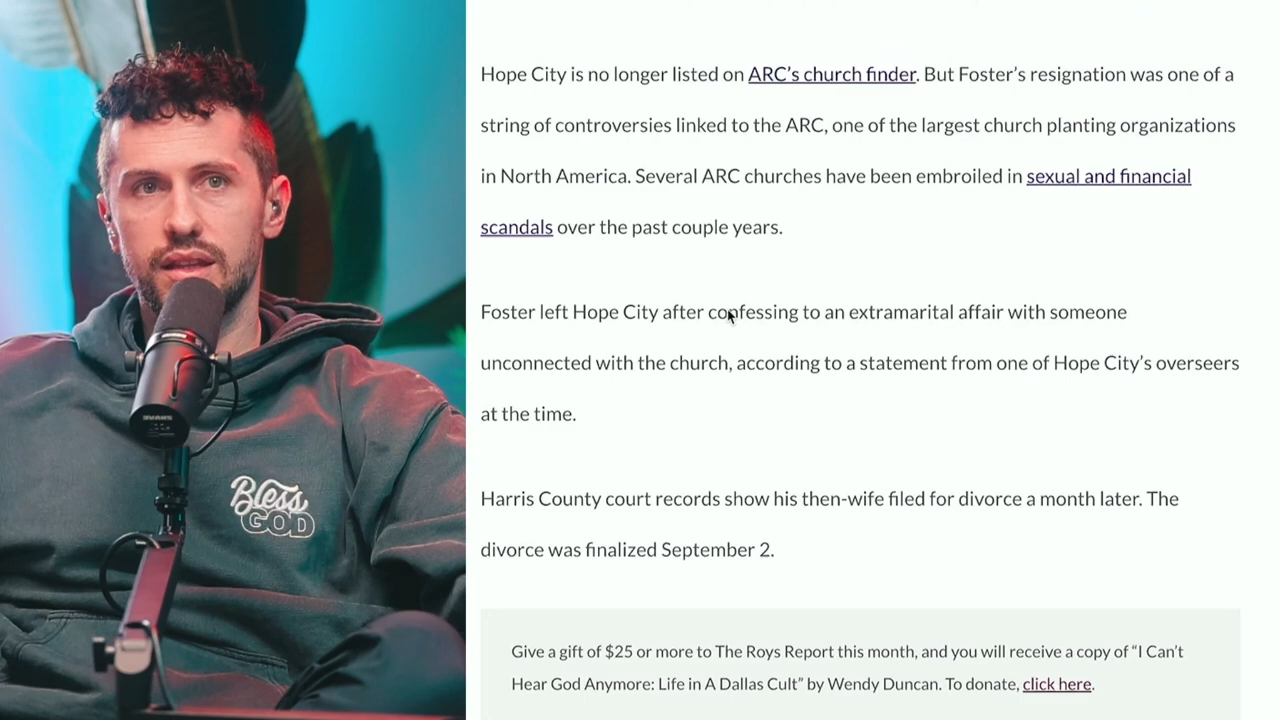 Hope City is no longer listed on ARC’s church finder. But Foster’s resignation was one of a
string of controversies linked to the ARC, one of the largest church planting organizations
in North America. Several ARC churches have been embroiled in sexual and financial
scandals over the past couple years.
Foster left Hope City after confessing to an extramarital affair with someone
unconnected with the church, according to a statement from one of Hope City’s overseers
at the time.
Harris County court records show his then-wife filed for divorce a month later. The
divorce was finalized September 2.
Give a gift of $25 or more to The Roys Report this month, and you will receive a copy of “I Can’t
Hear God Anymore: Life in A Dallas Cult” by Wendy Duncan. To donate, click here.
Bless
GOD
SHURE